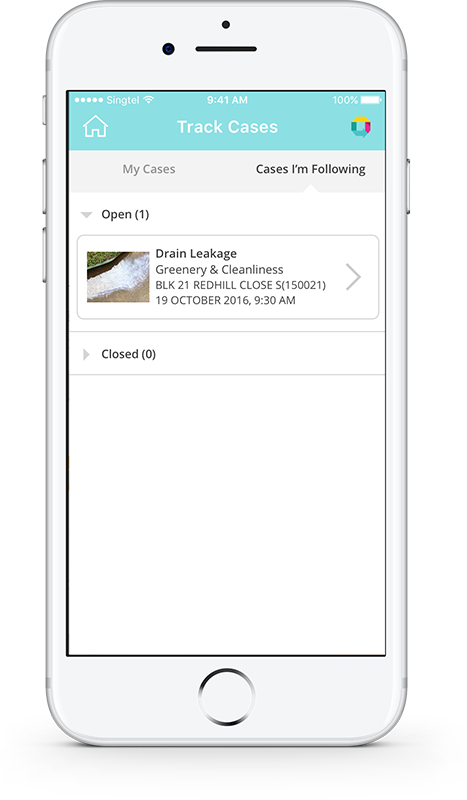 Singtel 9:41 AM 100%
Track Cases
My Cases Cases I'm Following
Open (1)
Drain Leakage
Greenery & Cleanliness
BLK 21 REDHILL CLOSE S(150021)
19 OCTOBER 2016, 9:30 AM
Closed (0)